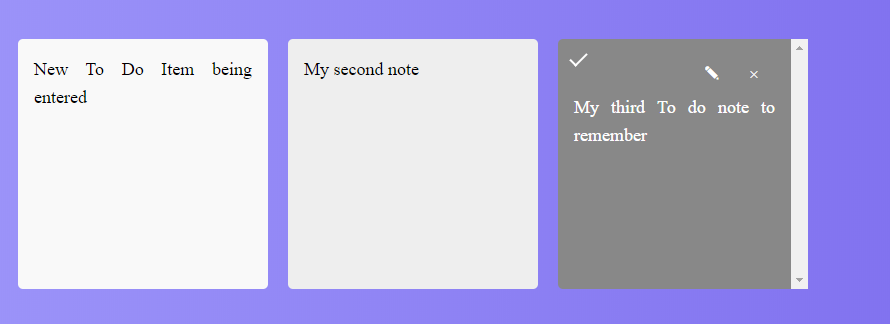 New To Do Item being
entered
My second note
×
My third To do note to
remember